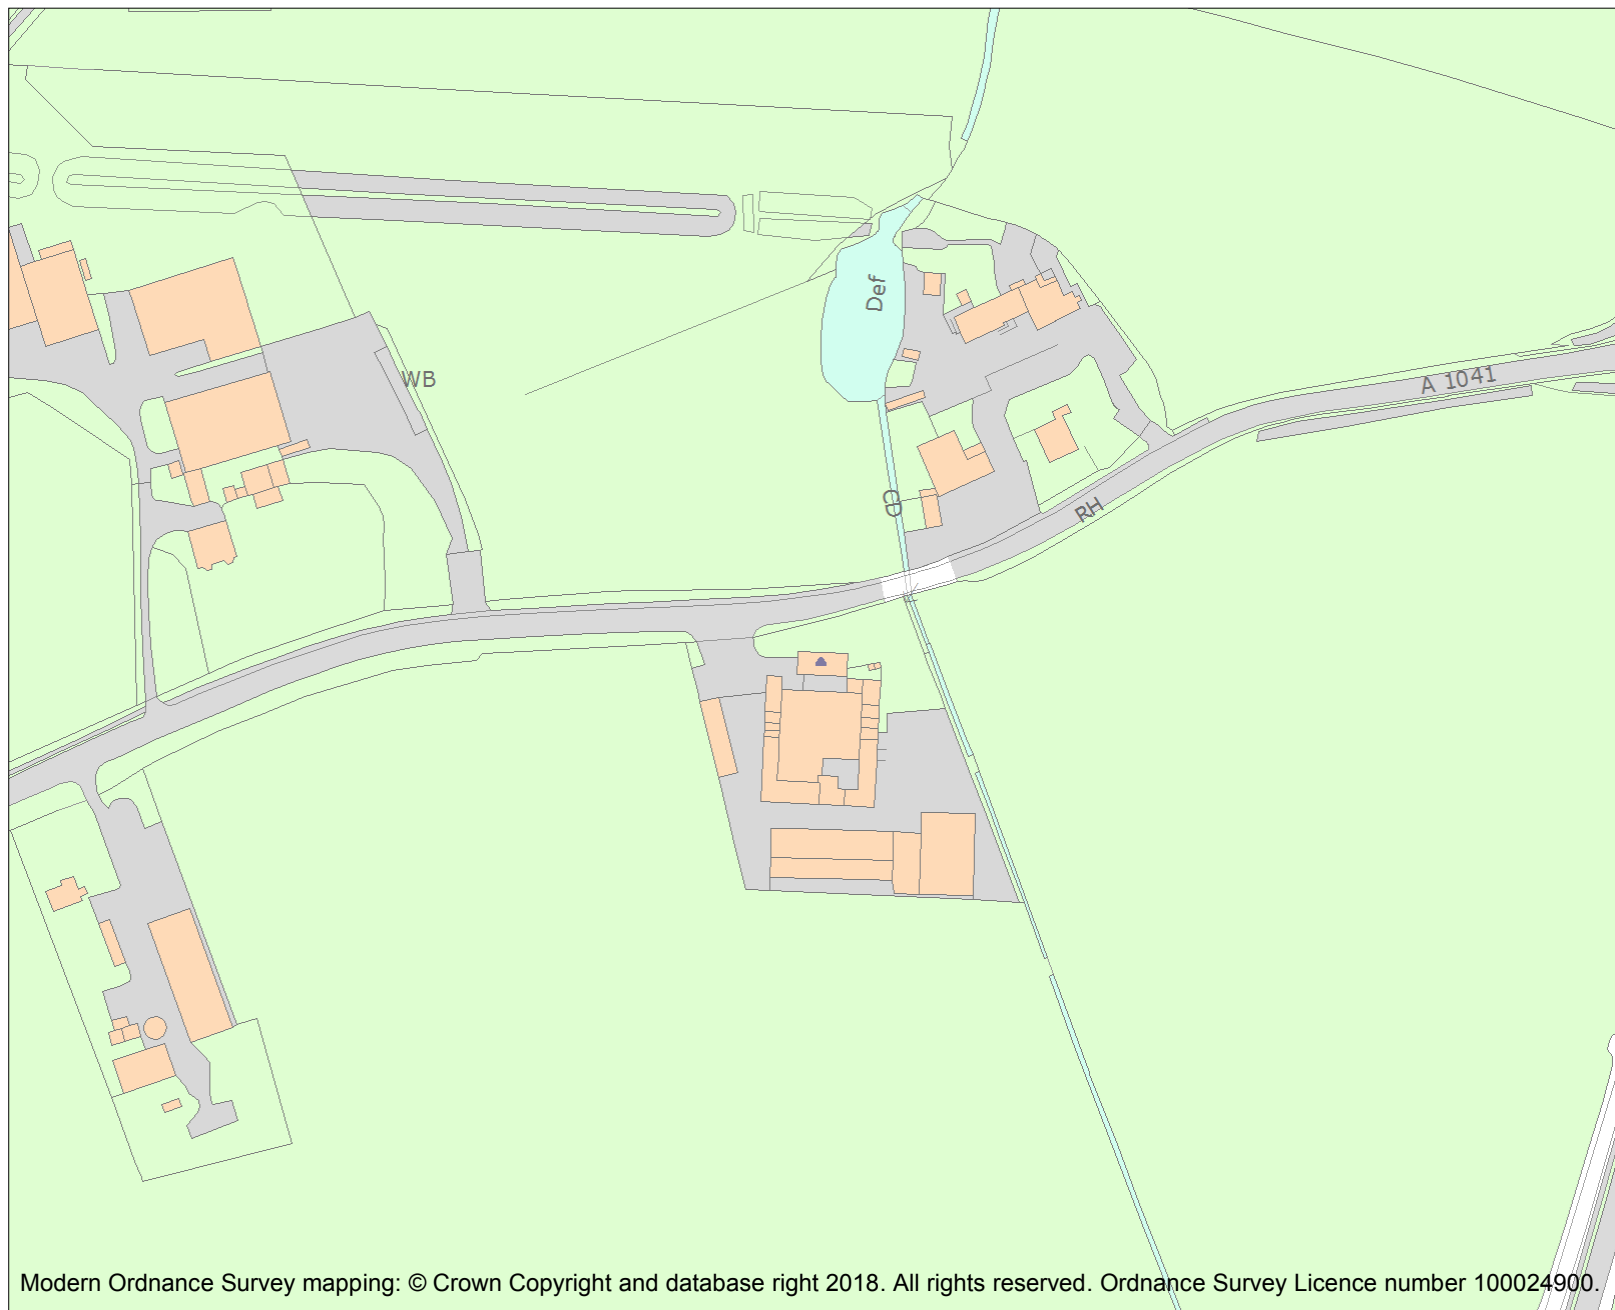 Def
WB
A 1041
CD
RH
Modern Ordnance Survey mapping: © Crown Copyright and database right 2018. All rights reserved. Ordnance Survey Licence number 100024900.